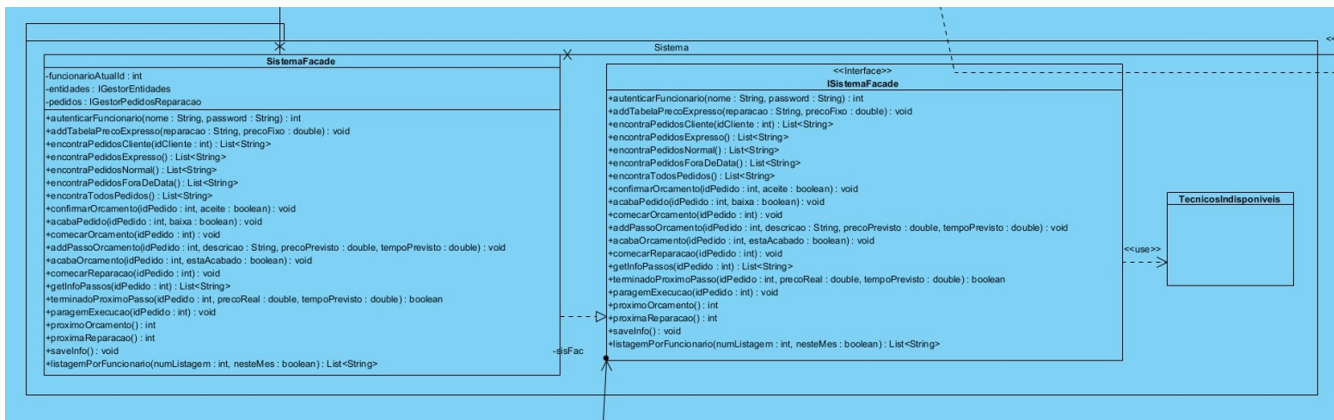 Sistema
<<
SistemaFacade
-funcionarioAtualId : int
-entidades : IGestorEntidades
-pedidos : IGestorPedidosReparacao
+autenticarFuncionario(nome : String, password : String) : int
+addTabelaPrecoExpresso(reparacao : String, precoFixo : double) : void
+encontraPedidosCliente(idCliente : int) : List<String>
+encontraPedidosExpresso() : List<String>
+encontraPedidosNormal() : List<String>
+encontraPedidosForaDeData() : List<String>
+encontraTodosPedidos() : List<String>
+confirmarOrcamento(idPedido : int, aceite : boolean) : void
+acabaPedido(idPedido : int, baixa : boolean) : void
+comecarOrcamento(idPedido : int) : void
+addPassoOrcamento(idPedido : int, descricao : String, precoPrevisto : double, tempoPrevisto : double) : void
+acabaOrcamento(idPedido : int, estaAcabado : boolean) : void
+comecarReparacao(idPedido : int) : void
+getInfoPassos(idPedido : int) : List<String>
+terminadoProximoPasso(idPedido : int, precoReal : double, tempoPrevisto : double) : boolean
+paragemExecucao(idPedido : int) : void
+proximoOrcamento() : int
+proximaReparacao() : int
+saveInfo() : void
+listagemPorFuncionario(numListagem : int, nesteMes : boolean) : List<String>
-sisFac
<<Interface>>
ISistemaFacade
+autenticarFuncionario(nome : String, password : String) : int
+addTabelaPrecoExpresso(reparacao : String, precoFixo : double) : void
+encontraPedidosCliente(idCliente : int) : List<String>
+encontraPedidosExpresso() : List<String>
+encontraPedidosNormal() : List<String>
+encontraPedidosForaDeData() : List<String>
+encontraTodosPedidos() : List<String>
+confirmarOrcamento(idPedido : int, aceite : boolean) : void
+acabaPedido(idPedido : int, baixa : boolean) : void
+comecarOrcamento(idPedido : int) : void
+addPassoOrcamento(idPedido : int, descricao : String, precoPrevisto : double, tempoPrevisto : double) : void
+acabaOrcamento(idPedido : int, estaAcabado : boolean) : void
+comecarReparacao(idPedido : int) : void
+getInfoPassos(idPedido : int) : List<String>
+terminadoProximoPasso(idPedido : int, precoReal : double, tempoPrevisto : double) : boolean
+paragemExecucao(idPedido : int) : void
+proximoOrcamento() : int
+proximaReparacao() : int
+saveInfo() : void
+listagemPorFuncionario(numListagem : int, nesteMes : boolean) : List<String>
<<use>>
TecnicosIndisponiveis